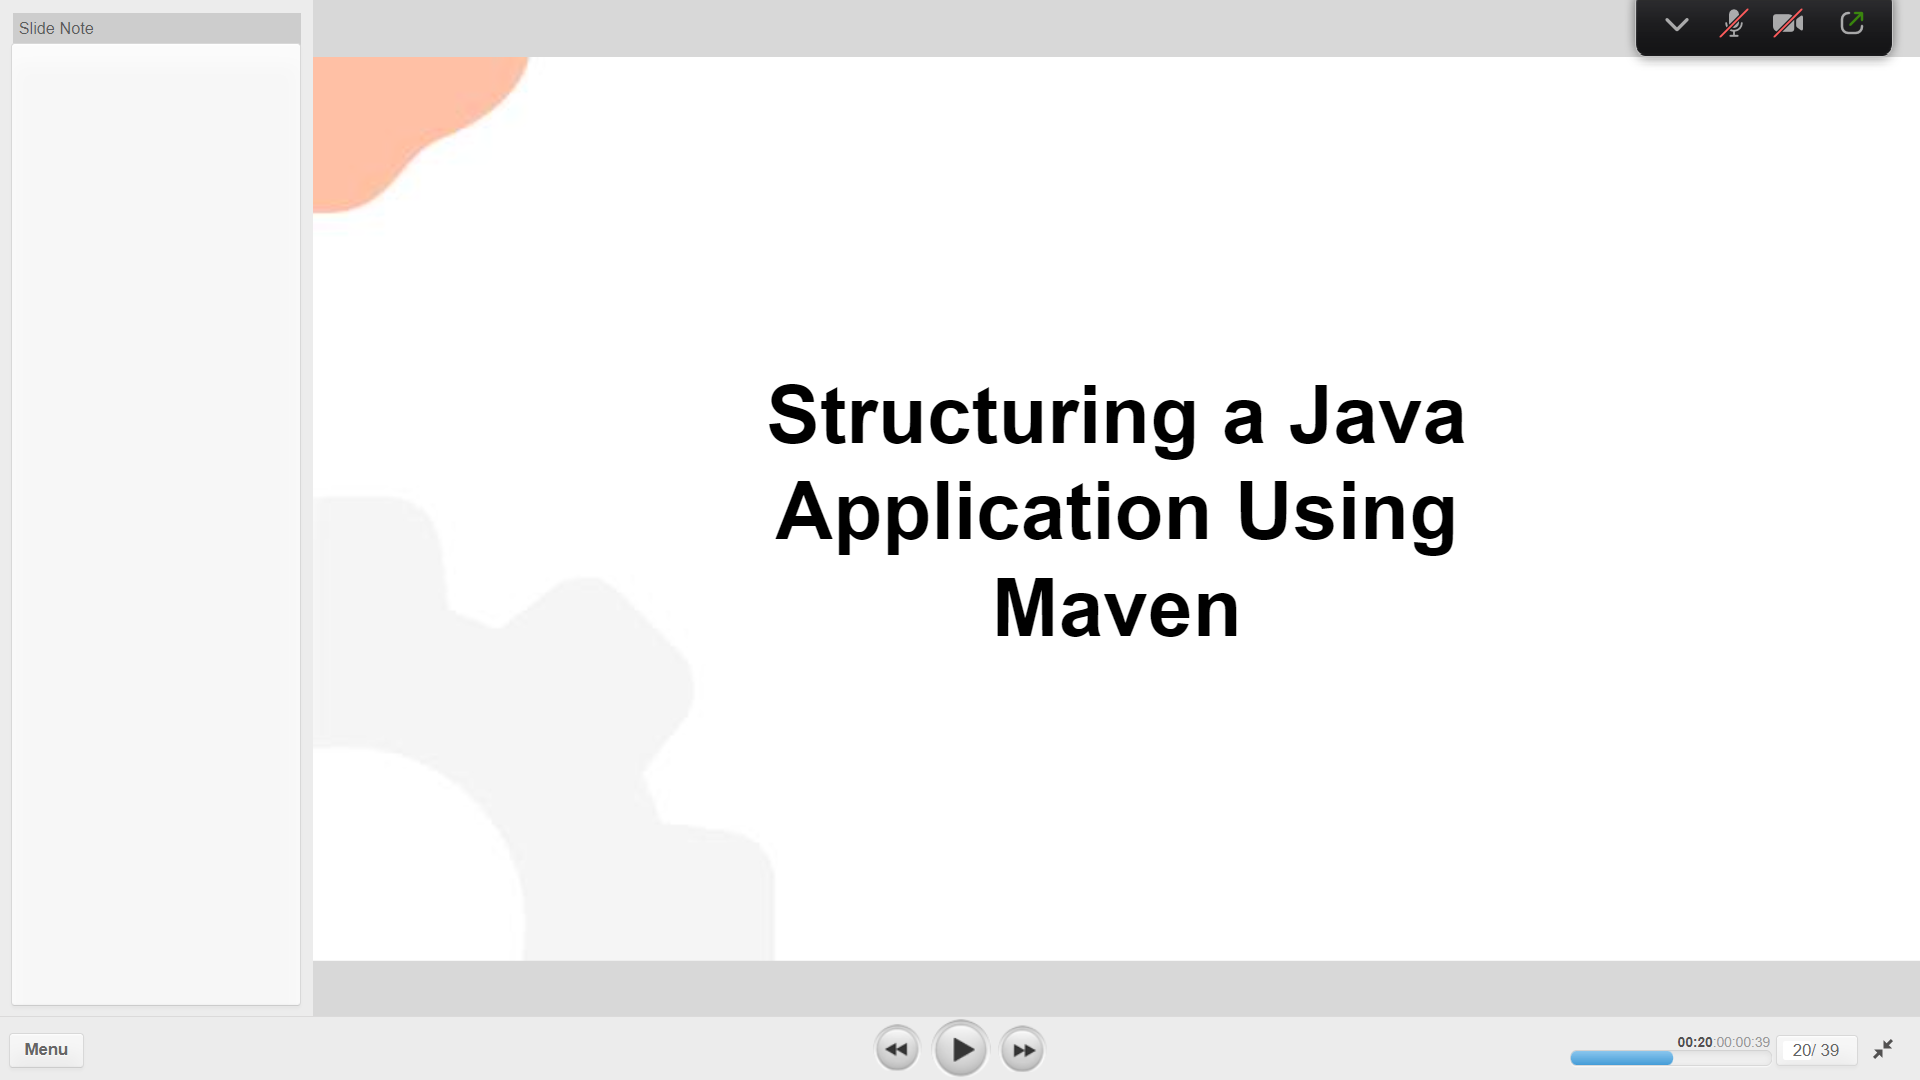 Slide Note
Structuring a Java
Application Using
Maven
Menu
00:20:00:00:39
20/ 39